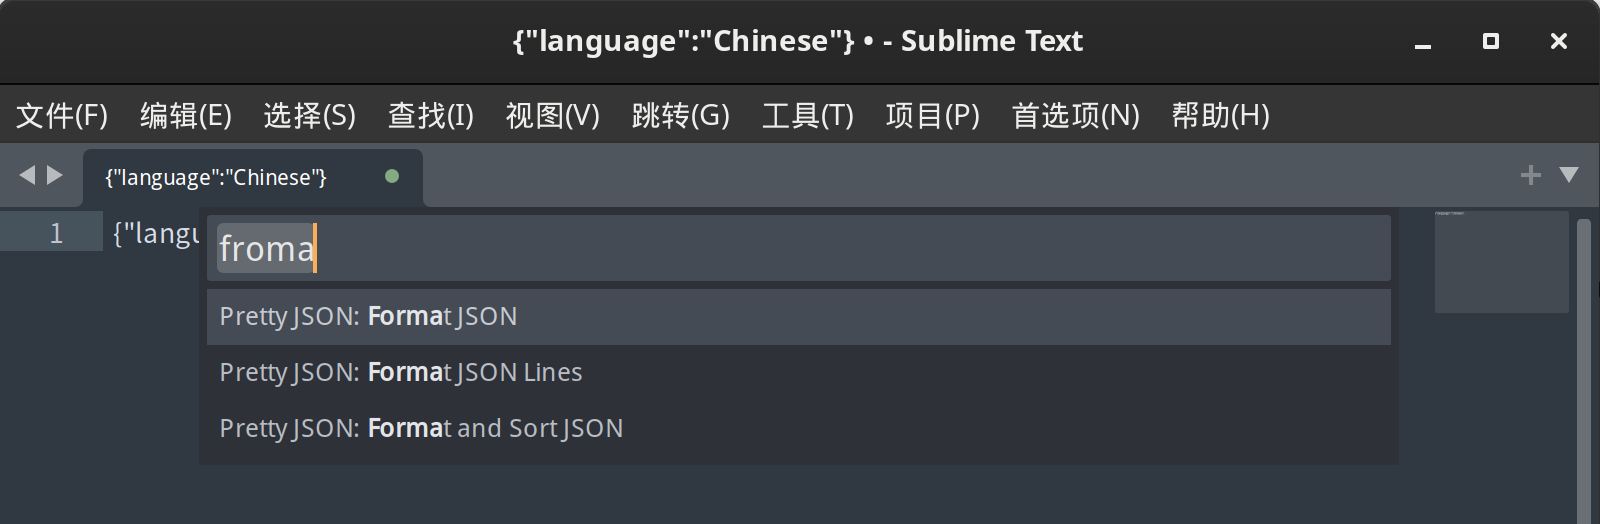 {"language":"Chinese"} • - Sublime Text
文件(F) 编辑(E) 选择(S) 查找(I) 视图(V) 跳转(G) 工具(T) 项目(P) 首选项(N) 帮助(H)
{"language":"Chinese"}
1 {"langu
froma
Pretty JSON: Format JSON
Pretty JSON: Format JSON Lines
Pretty JSON: Format and Sort JSON